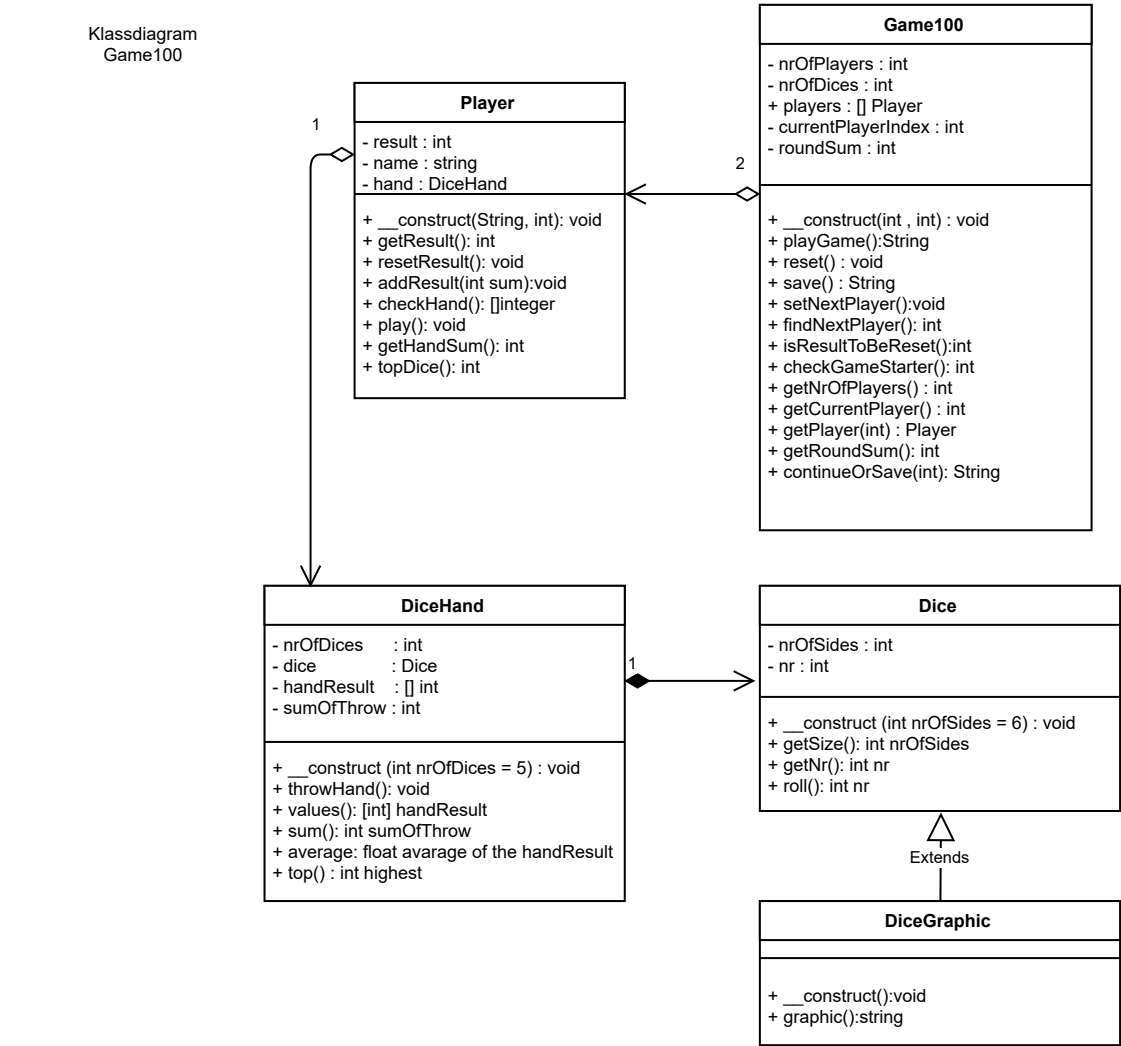 Klassdiagram
Game100
Game100
- nrOfPlayers : int
- nrOfDices : int
+ players : [] Player
- currentPlayerIndex : int
- roundSum : int
+ __construct(int , int) : void
+ playGame():String
+ reset() : void
+ save() : String
+ setNextPlayer():void
+ findNextPlayer(): int
+ isResultToBeReset():int
+ checkGameStarter(): int
+ getNrOfPlayers() : int
+ getCurrentPlayer() : int
+ getPlayer(int) : Player
+ getRoundSum(): int
+ continueOrSave(int): String
2
Player
- result : int
- name : string
- hand : DiceHand
+ __construct(String, int): void
+ getResult(): int
+ resetResult(): void
+ addResult(int sum):void
+ checkHand(): []integer
+ play(): void
+ getHandSum(): int
+ topDice(): int
1
DiceHand
- nrOfDices : int
- dice : Dice
- handResult : [] int
- sumOfThrow : int
+ __construct (int nrOfDices = 5) : void
+ throwHand(): void
+ values(): [int] handResult
+ sum(): int sumOfThrow
+ average: float avarage of the handResult
+ top() : int highest
1
Dice
- nrOfSides : int
- nr : int
+ __construct (int nrOfSides = 6) : void
+ getSize(): int nrOfSides
+ getNr(): int nr
+ roll(): int nr
Extends
DiceGraphic
+ __construct():void
+ graphic():string